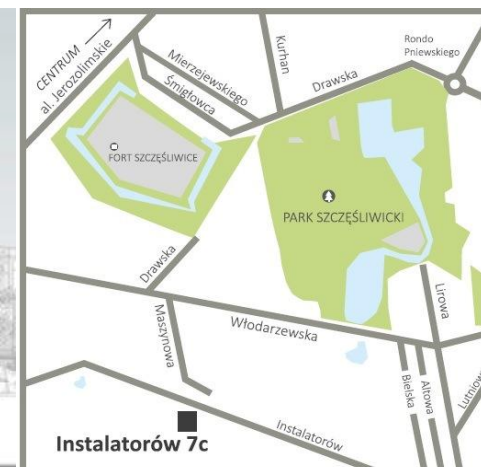 CENTRUM
al. Jerozolimskie
Mierzejewskiego
Śmigłowca
Kurhan
Drawska
Rondo
Pniewskiego
FORT SZCZĘŚLIWICE
PARK SZCZĘŚLIWICKI
Drawska
Maszynowa
Włodarzewska
Lirowa
Bielska
Altowa
Lutniowa
Instalatorów
Instalatorów 7c